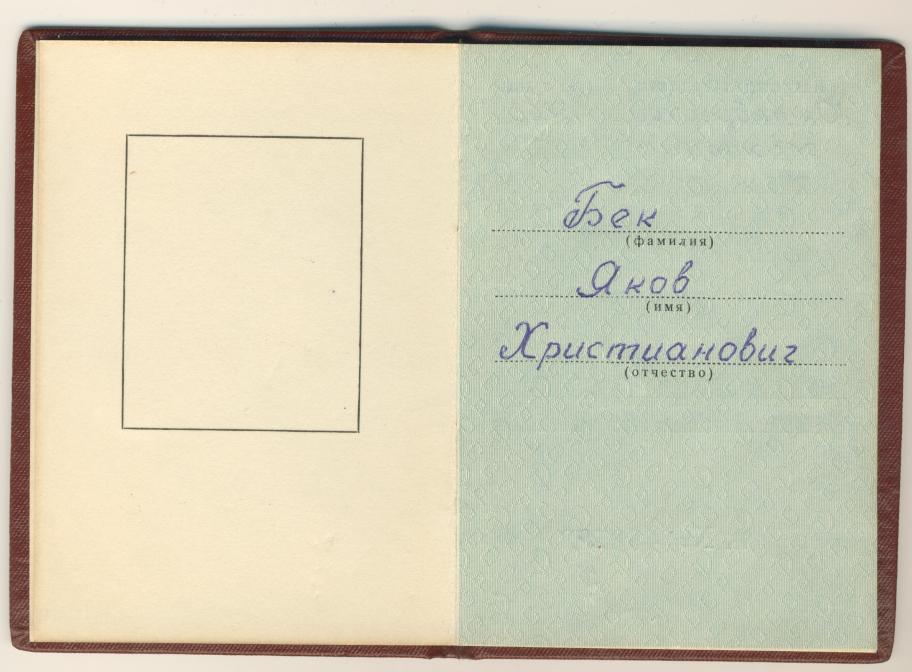 Бек
(фамилия)
Яков
(имя)
Христианович
(отчество)